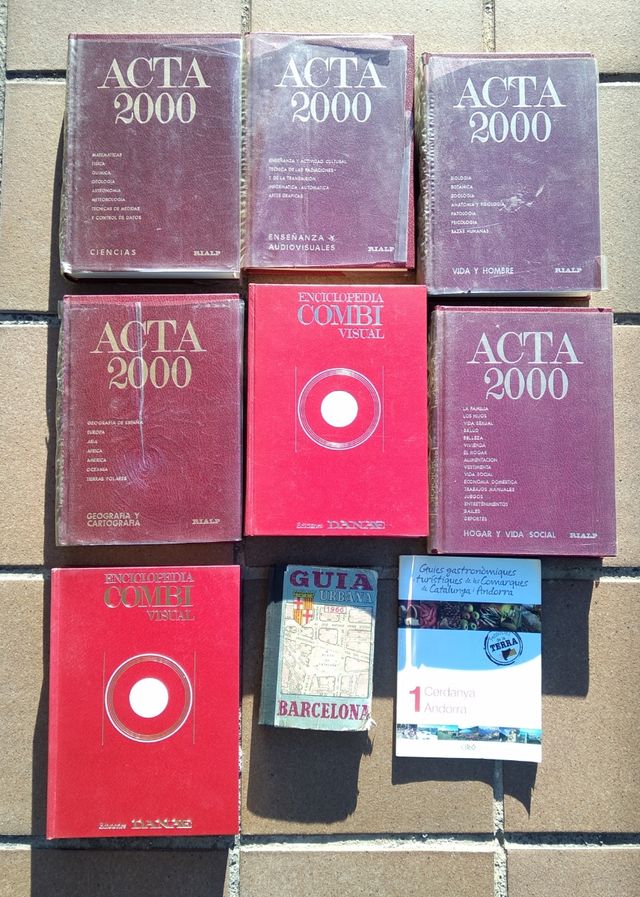 ACTA
2000
MATEMATICAS
FISICA
QUIMICA
GEOLOGIA
ASTRONOMIA
METEOROLOGIA
TECNICAS DE MEDIDAS
Y CONTROL DE DATOS
CIENCIAS
RIALP
ACTA
2000
ENSEÑANZA Y ACTIVIDAD CULTURAL
TECNICA DE LAS RADIACIONES
Y DE LA TRANSMISION
INFORMATICA AUTOMATICA
ARTES GRAFICAS
ENSEÑANZA Y
AUDIOVISUALES
RIALP
ACTA
2000
BIOLOGIA
BOTANICA
ZOOLOGIA
ANATOMIA Y FISIOLOGIA
PATOLOGIA
PSICOLOGIA
RAZAS HUMANAS
VIDA Y HOMBRE
RIALP
ACTA
2000
GEOGRAFIA DE ESPAÑA
EUROPA
ASIA
AFRICA
AMERICA
OCEANIA
TIERRAS POLARES
GEOGRAFIA Y
CARTOGRAFIA
RIALP
ENCICLOPEDIA
COMBI
VISUAL
Ediciones DANAE
ACTA
2000
LA FAMILIA
LOS HIJOS
VIDA SEXUAL
SALUD
BELLEZA
VIVIENDA
EL HOGAR
ALIMENTACION
VESTIMENTA
VIDA SOCIAL
ECONOMIA DOMESTICA
TRABAJOS MANUALES
JUEGOS
ENTRETENIMIENTOS
BAILES
DEPORTES
HOGAR Y VIDA SOCIAL
RIALP
ENCICLOPEDIA
COMBI
VISUAL
Ediciones DANAE
GUIA
URBANA
1966
BARCELONA
Guies gastronòmiques
turístiques de les Comarques
de Catalunya i Andorra
TERRA
1 Cerdanya
Andorra